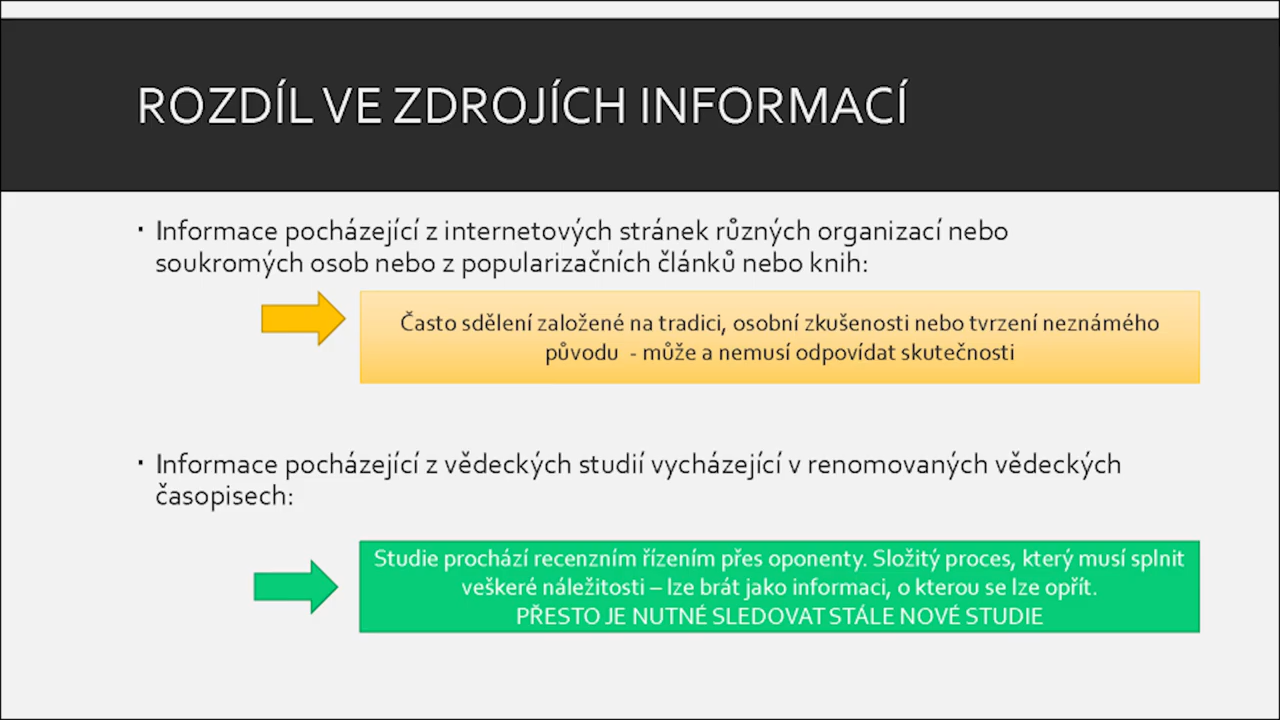 ROZDÍL VE ZDROJÍCH INFORMACÍ
· Informace pocházející z internetových stránek různých organizací nebo
soukromých osob nebo z popularizačních článků nebo knih:
Často sdělení založené na tradici, osobní zkušenosti nebo tvrzení neznámého
původu - může a nemusí odpovídat skutečnosti
· Informace pocházející z vědeckých studií vycházející v renomovaných vědeckých
časopisech:
Studie prochází recenzním řízením přes oponenty. Složitý proces, který musí splnit
veškeré náležitosti – lze brát jako informaci, o kterou se lze opřít.
PŘESTO JE NUTNÉ SLEDOVAT STÁLE NOVÉ STUDIE